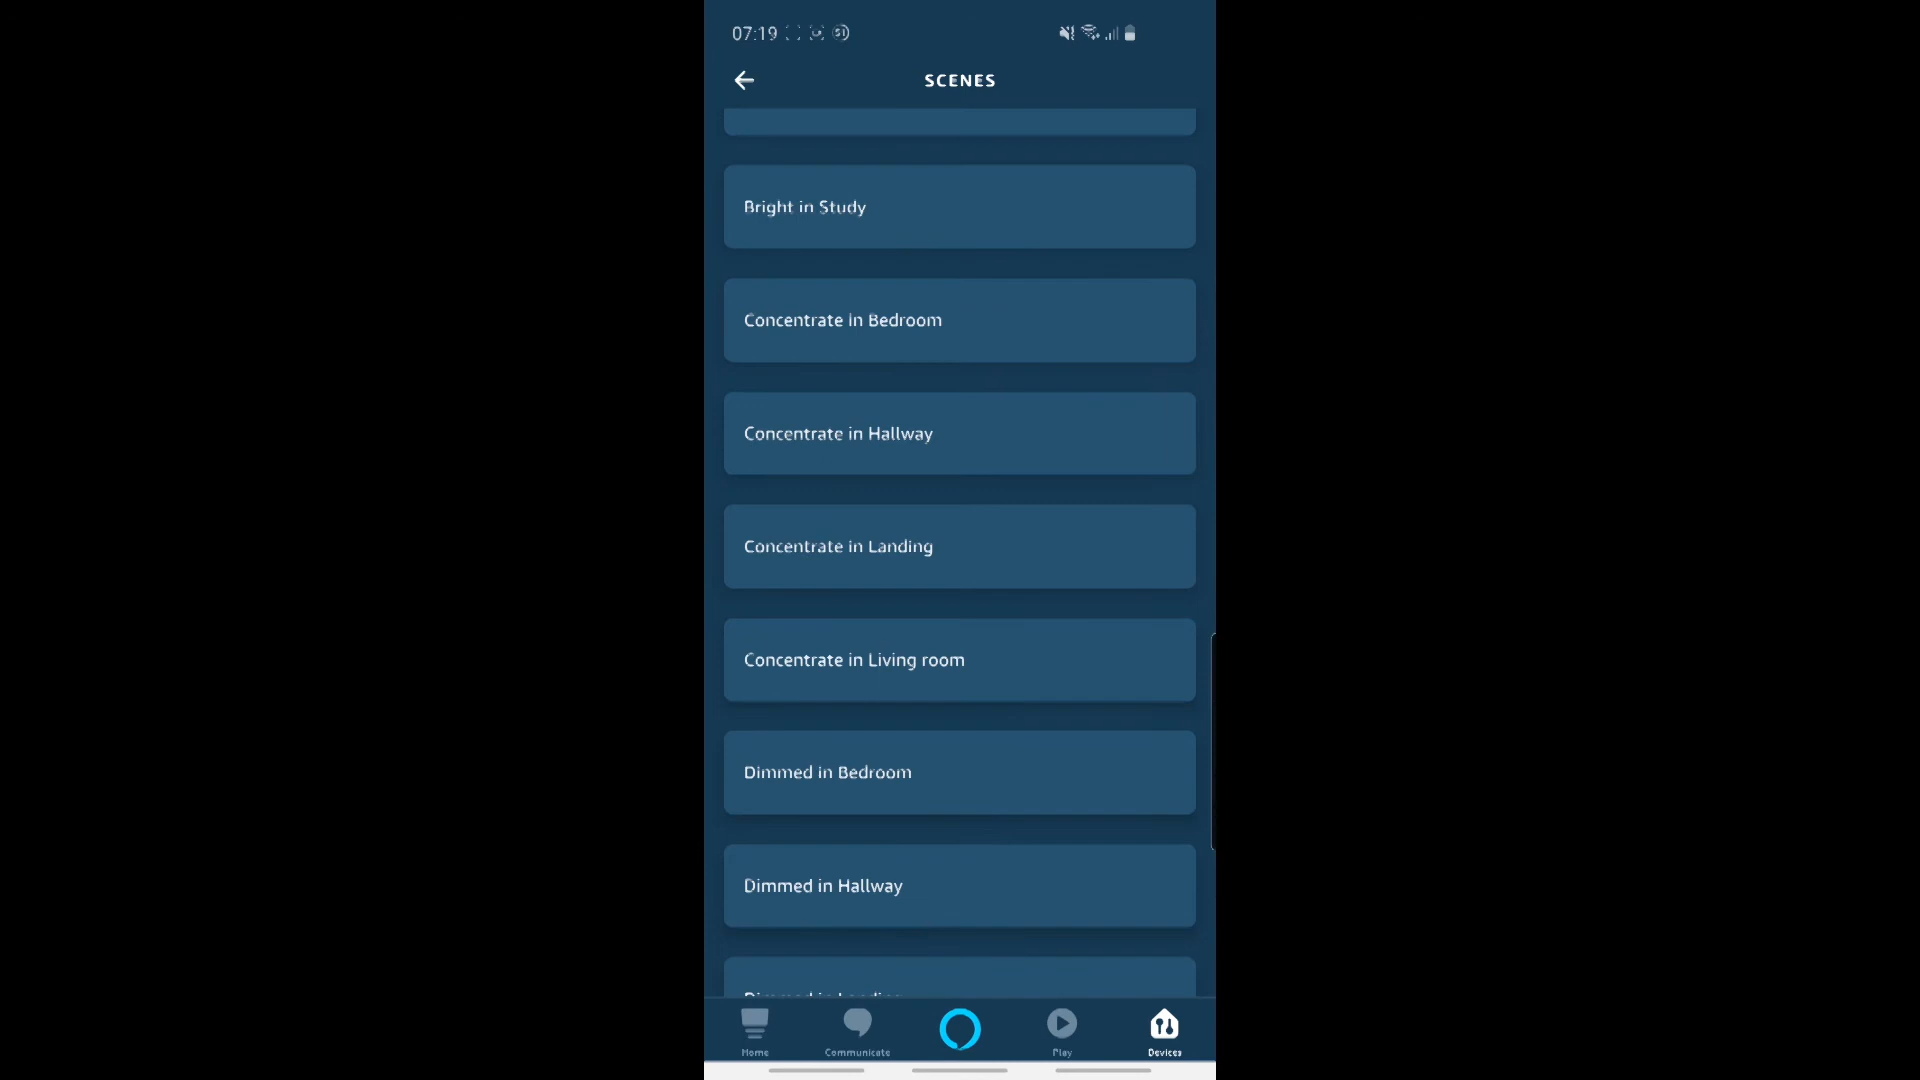 07:19
SCENES
Bright in Study
Concentrate in Bedroom
Concentrate in Hallway
Concentrate in Landing
Concentrate in Living room
Dimmed in Bedroom
Dimmed in Hallway
Home
Communicate
Play
Devices